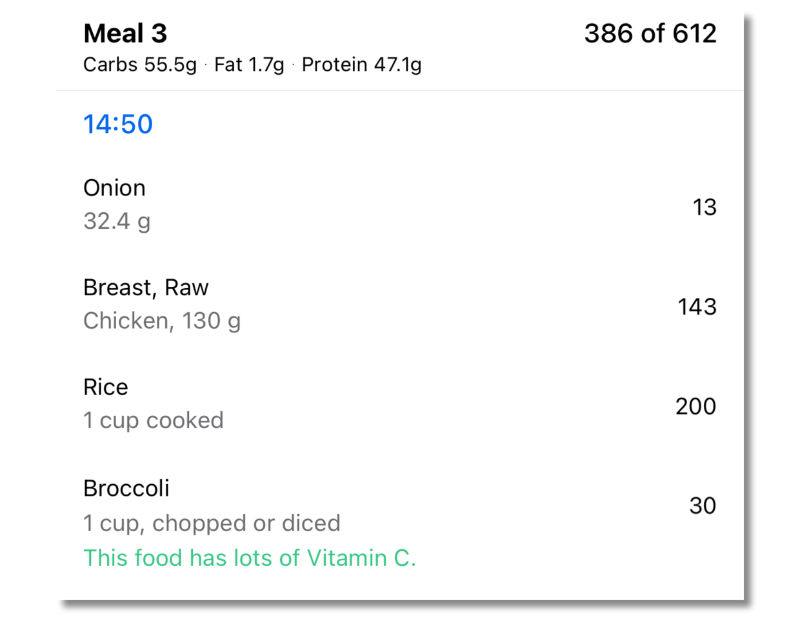 Meal 3
386 of 612
Carbs 55.5g · Fat 1.7g · Protein 47.1g
14:50
Onion
32.4 g
13
Breast, Raw
Chicken, 130 g
143
Rice
1 cup cooked
200
Broccoli
1 cup, chopped or diced
30
This food has lots of Vitamin C.